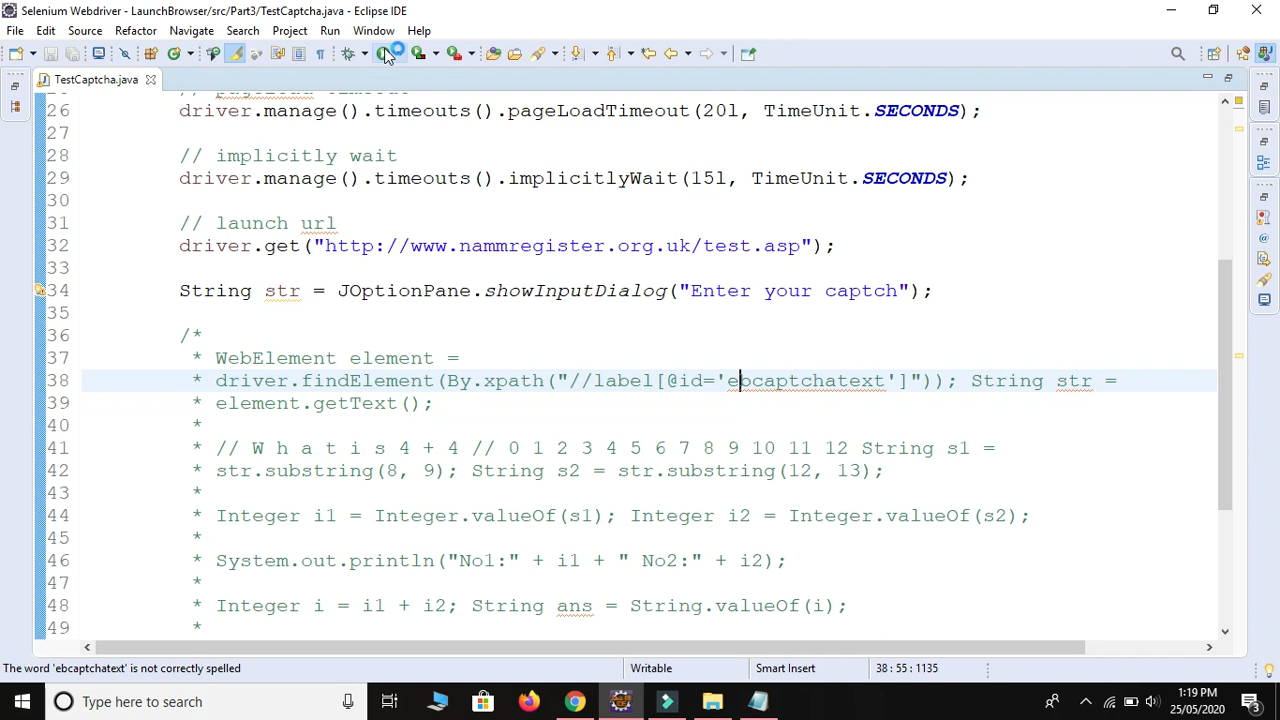 Selenium Webdriver - LaunchBrowser/src/Part3/TestCaptcha.java - Eclipse IDE
File Edit Source Refactor Navigate Search Project Run Window Help
TestCaptcha.java
26 driver.manage().timeouts().pageLoadTimeout(20l, TimeUnit.SECONDS);
27
28 // implicitly wait
29 driver.manage().timeouts().implicitlyWait(15l, TimeUnit.SECONDS);
30
31 // launch url
32 driver.get("http://www.nammregister.org.uk/test.asp");
33
34 String str = JOptionPane.showInputDialog("Enter your captch");
35
36 /*
37 * WebElement element =
38 * driver.findElement(By.xpath("//label[@id='ebcaptchatext']")); String str =
39 * element.getText();
40 *
41 * // W h a t i s 4 + 4 // 0 1 2 3 4 5 6 7 8 9 10 11 12 String s1 =
42 * str.substring(8, 9); String s2 = str.substring(12, 13);
43 *
44 * Integer i1 = Integer.valueOf(s1); Integer i2 = Integer.valueOf(s2);
45 *
46 * System.out.println("No1:" + i1 + " No2:" + i2);
47 *
48 * Integer i = i1 + i2; String ans = String.valueOf(i);
49 *
The word 'ebcaptchatext' is not correctly spelled Writable Smart Insert 38 : 55 : 1135
Type here to search
1:19 PM
25/05/2020
3